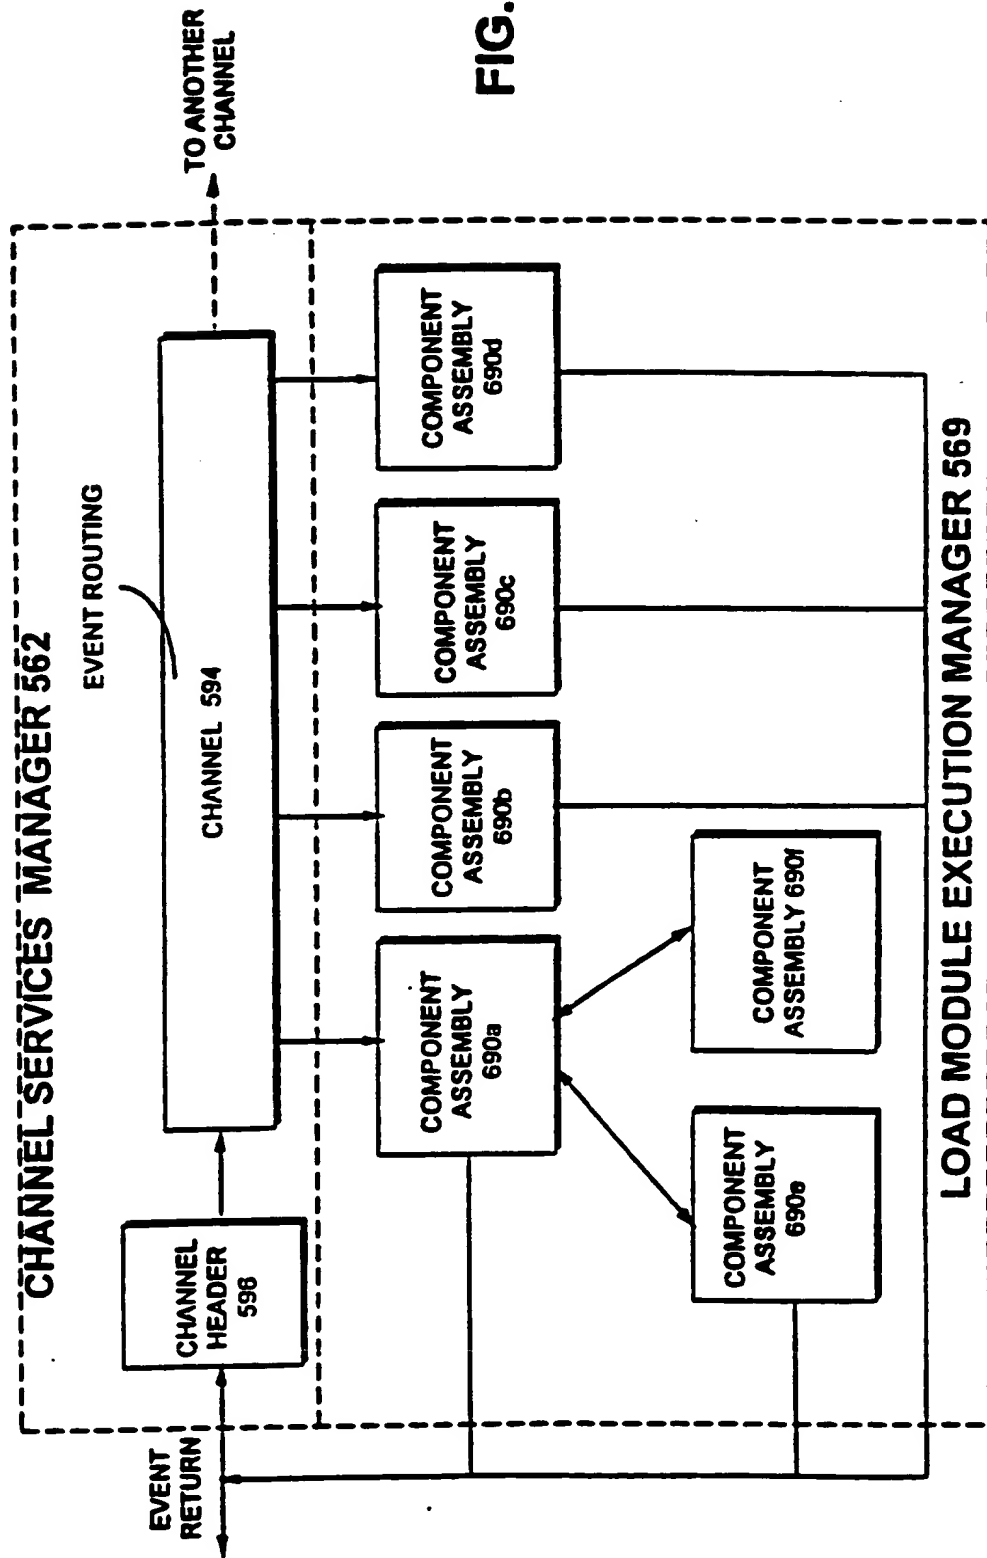 CHANNEL SERVICES MANAGER 562
EVENT ROUTING
TO ANOTHER
CHANNEL
EVENT
RETURN
CHANNEL
HEADER
596
CHANNEL 594
COMPONENT
ASSEMBLY
690a
COMPONENT
ASSEMBLY
690b
COMPONENT
ASSEMBLY
690c
COMPONENT
ASSEMBLY
690d
COMPONENT
ASSEMBLY
690e
COMPONENT
ASSEMBLY 690f
LOAD MODULE EXECUTION MANAGER 569
FIG.